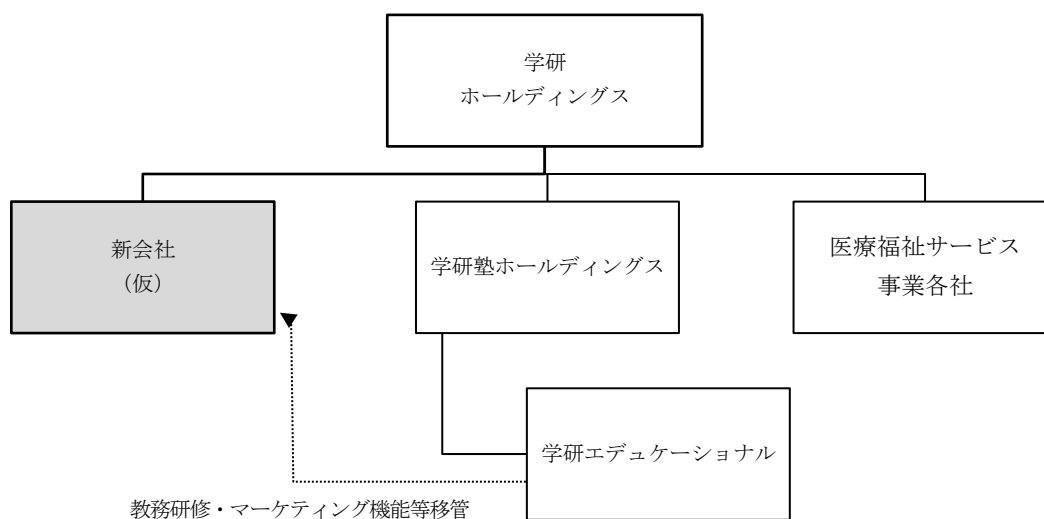 学研
ホールディングス
新会社
（仮）
学研塾ホールディングス
医療福祉サービス
事業各社
学研エデュケーショナル
教務研修・マーケティング機能等移管